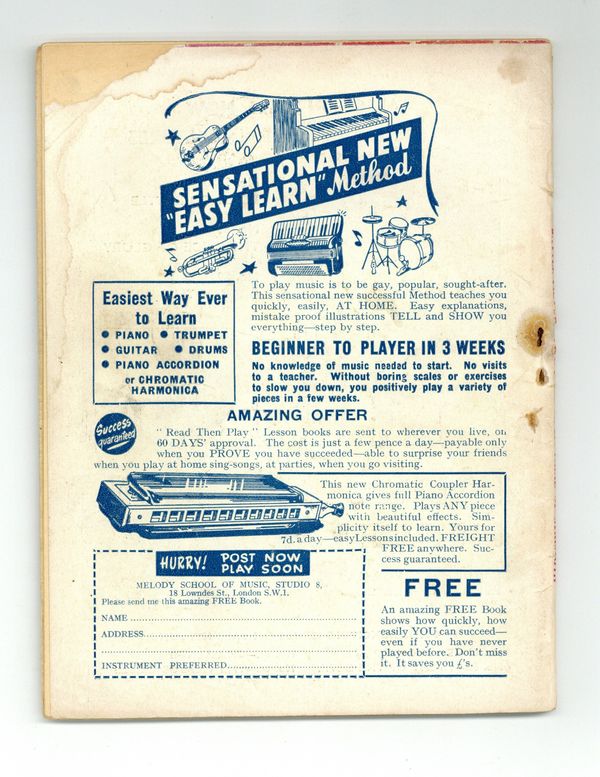 SENSATIONAL NEW
"EASY LEARN" Method
Easiest Way Ever
to Learn
● PIANO ● TRUMPET
● GUITAR ● DRUMS
● PIANO ACCORDION
or CHROMATIC
HARMONICA
To play music is to be gay, popular, sought-after.
This sensational new successful Method teaches you
quickly, easily, AT HOME. Easy explanations,
mistake proof illustrations TELL and SHOW you
everything—step by step.
BEGINNER TO PLAYER IN 3 WEEKS
No knowledge of music needed to start. No visits
to a teacher. Without boring scales or exercises
to slow you down, you positively play a variety of
pieces in a few weeks.
AMAZING OFFER
Success
guaranteed
"Read Then Play" Lesson books are sent to wherever you live, on
60 DAYS' approval. The cost is just a few pence a day—payable only
when you PROVE you have succeeded—able to surprise your friends
when you play at home sing-songs, at parties, when you go visiting.
This new Chromatic Coupler Har-
monica gives full Piano Accordion
note range. Plays ANY piece
with beautiful effects. Sim-
plicity itself to learn. Yours for
7d. a day—easy Lessons included. FREIGHT
FREE anywhere. Suc-
cess guaranteed.
HURRY! POST NOW
PLAY SOON
MELODY SCHOOL OF MUSIC, STUDIO 8,
18 Lowndes St., London S.W.1.
Please send me this amazing FREE Book.
NAME
ADDRESS
INSTRUMENT PREFERRED
FREE
An amazing FREE Book
shows how quickly, how
easily YOU can succeed—
even if you have never
played before. Don't miss
it. It saves you £'s.